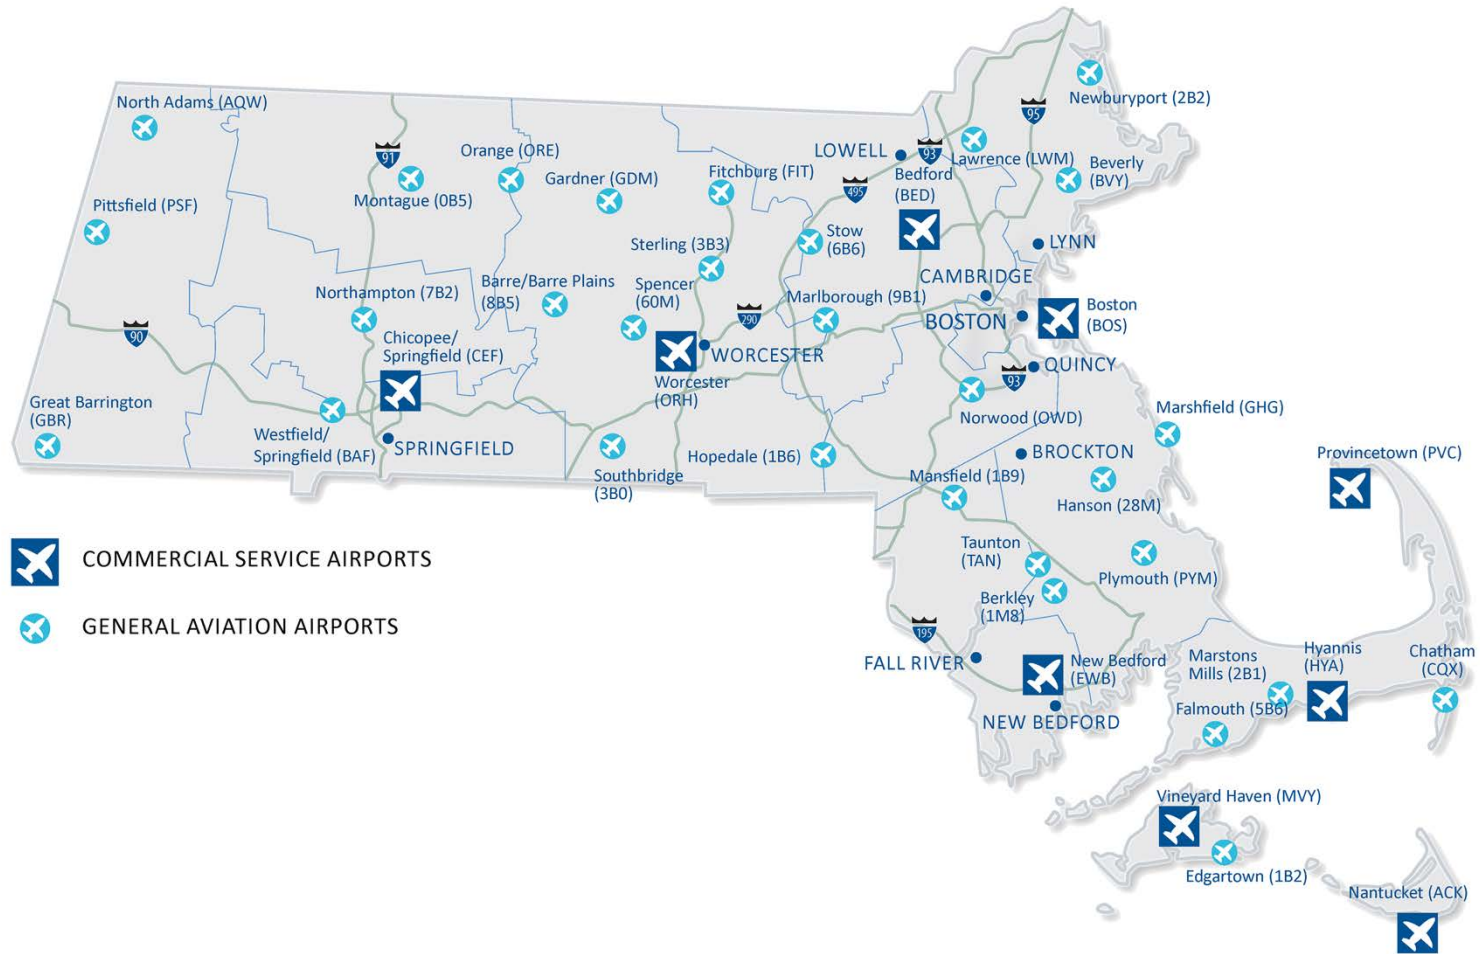 North Adams (AQW)
Pittsfield (PSF)
Great Barrington
(GBR)
90
91
Montague (0B5)
Orange (ORE)
Gardner (GDM)
Fitchburg (FIT)
Sterling (3B3)
Spencer
(60M)
Barre/Barre Plains
(8B5)
Northampton (7B2)
Chicopee/
Springfield (CEF)
Westfield/
Springfield (BAF)
SPRINGFIELD
Southbridge
(3B0)
290
WORCESTER
Worcester
(ORH)
Hopedale (1B6)
Marlborough (9B1)
Stow
(6B6)
495
LOWELL
93
95
Newburyport (2B2)
Lawrence (LWM)
Beverly
(BVY)
Bedford
(BED)
LYNN
CAMBRIDGE
BOSTON
Boston
(BOS)
QUINCY
93
Norwood (OWD)
Marshfield (GHG)
BROCKTON
Mansfield (1B9)
Hanson (28M)
Provincetown (PVC)
Taunton
(TAN)
Plymouth (PYM)
Berkley
(1M8)
195
FALL RIVER
New Bedford
(EWB)
NEW BEDFORD
Marstons
Mills (2B1)
Hyannis
(HYA)
Chatham
(CQX)
Falmouth (5B6)
Vineyard Haven (MVY)
Edgartown (1B2)
Nantucket (ACK)
COMMERCIAL SERVICE AIRPORTS
GENERAL AVIATION AIRPORTS